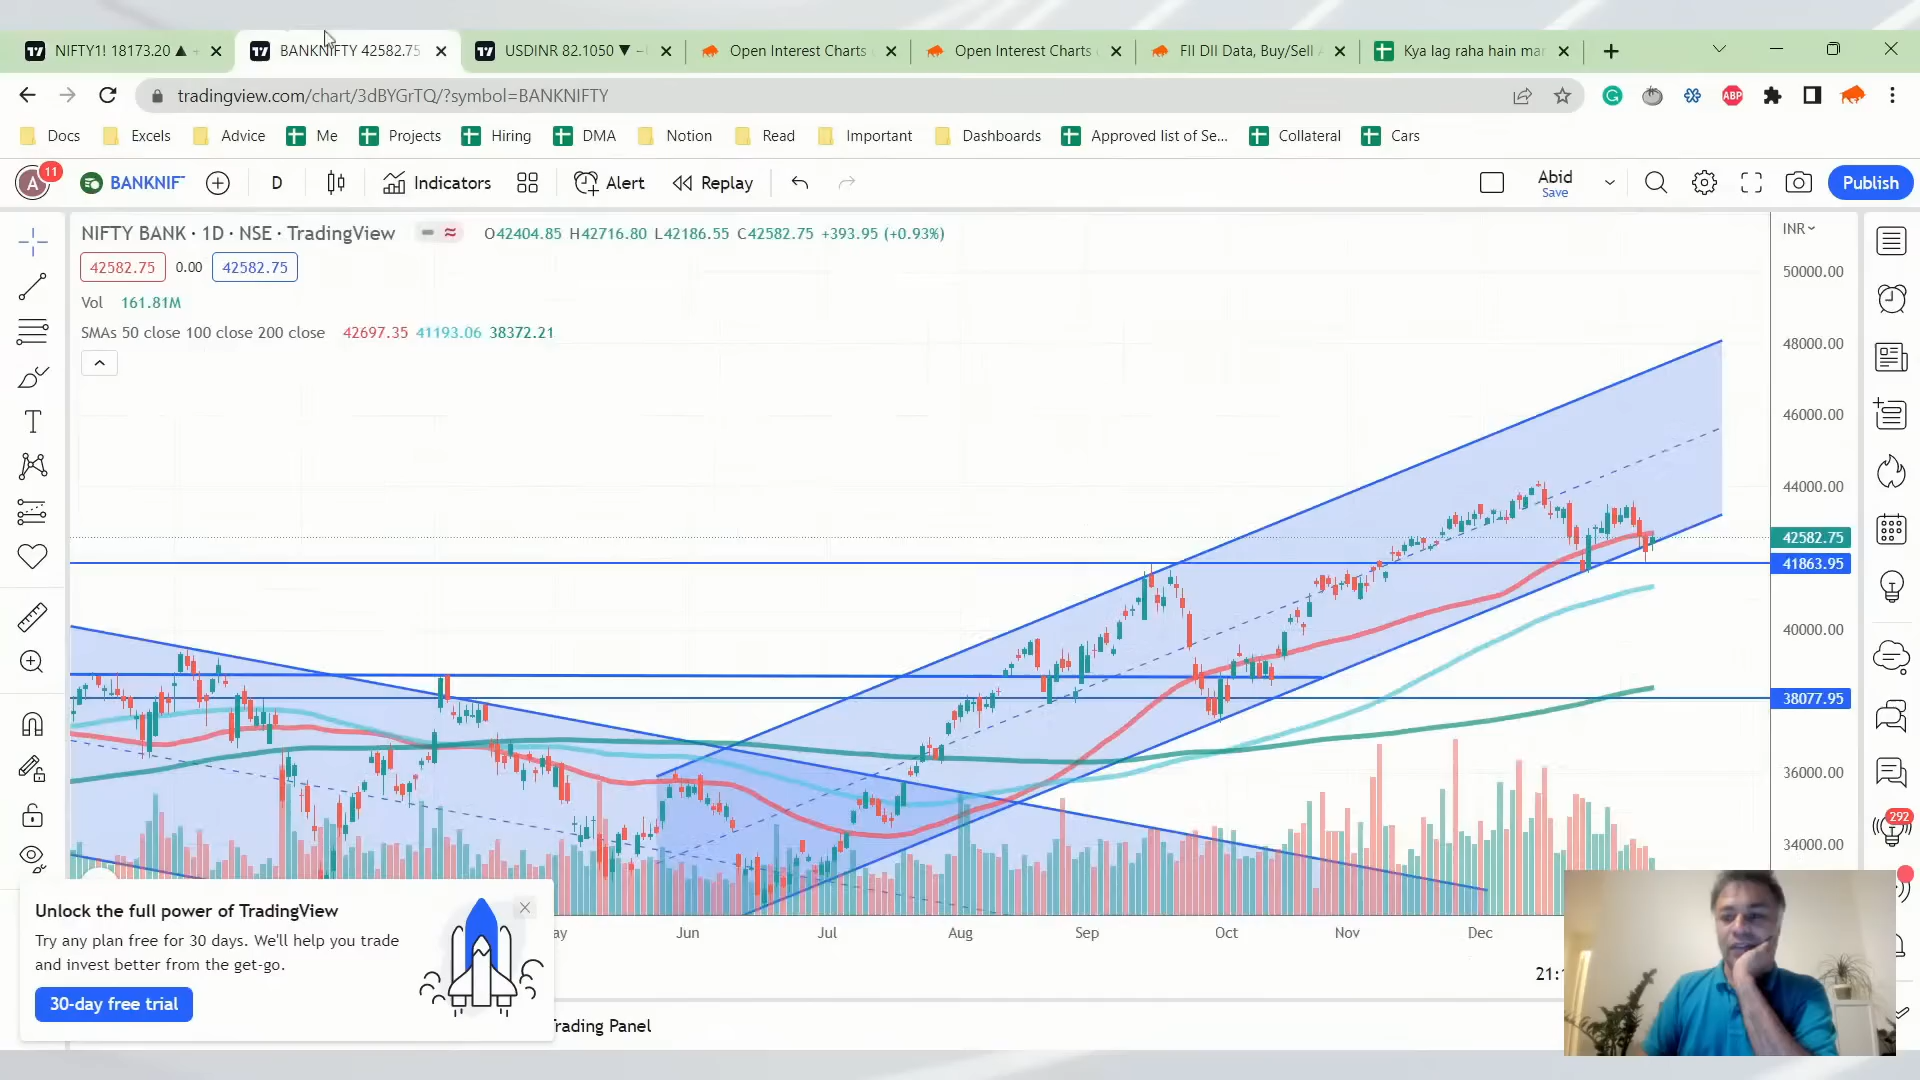 NIFTY1! 18173.20 ▲
BANKNIFTY 42582.75
USDINR 82.1050 ▼
Open Interest Charts
Open Interest Charts
FII DII Data, Buy/Sell
Kya lag raha hain mar
tradingview.com/chart/3dBYGrTQ/?symbol=BANKNIFTY
ABP
Docs
Excels
Advice
Me
Projects
Hiring
DMA
Notion
Read
Important
Dashboards
Approved list of Se...
Collateral
Cars
A
11
BANKNIF
D
Indicators
Alert
Replay
Abid
Save
Publish
NIFTY BANK · 1D · NSE · TradingView
O42404.85 H42716.80 L42186.55 C42582.75 +393.95 (+0.93%)
INR
42582.75 0.00 42582.75
Vol 161.81M
SMAs 50 close 100 close 200 close 42697.35 41193.06 38372.21
50000.00
48000.00
46000.00
44000.00
42582.75
41863.95
40000.00
38077.95
36000.00
34000.00
292
Unlock the full power of TradingView
Try any plan free for 30 days. We'll help you trade
and invest better from the get-go.
30-day free trial
ay
Jun
Jul
Aug
Sep
Oct
Nov
Dec
21:
Trading Panel